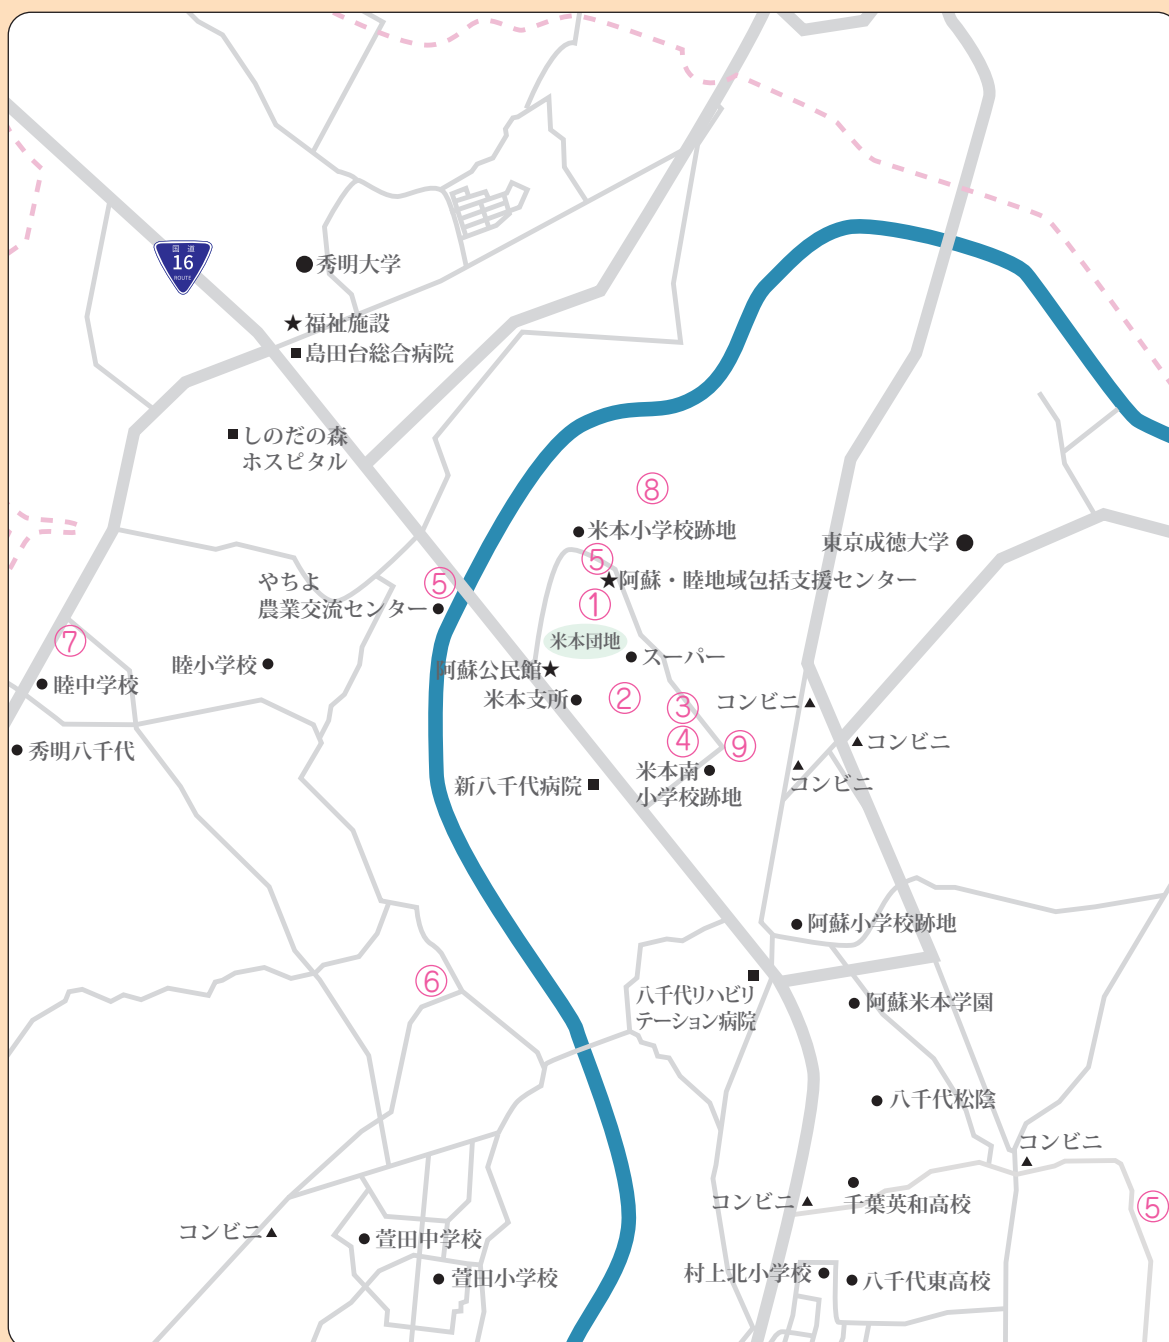 国道
16
ROUTE
秀明大学
★福祉施設
島田台総合病院
しのだの森
ホスピタル
⑧
米本小学校跡地
東京成徳大学
⑤
★阿蘇・睦地域包括支援センター
やちよ
農業交流センター
⑤
①
米本団地
⑦
睦小学校
阿蘇公民館★
スーパー
睦中学校
米本支所
②
③
コンビニ▲
④
⑨
▲コンビニ
秀明八千代
米本南
小学校跡地
新八千代病院
▲
コンビニ
阿蘇小学校跡地
⑥
八千代リハビリ
テーション病院
阿蘇米本学園
八千代松陰
コンビニ
▲
千葉英和高校
コンビニ▲
⑤
コンビニ▲
萱田中学校
萱田小学校
村上北小学校
八千代東高校